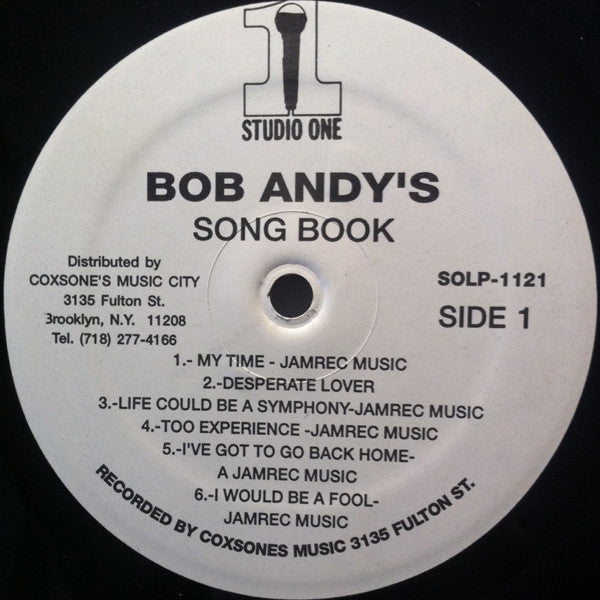 1
STUDIO ONE
BOB ANDY'S
SONG BOOK
Distributed by
COXSONE'S MUSIC CITY
3135 Fulton St.
Brooklyn, N.Y. 11208
Tel. (718) 277-4166
SOLP-1121
SIDE 1
1.- MY TIME - JAMREC MUSIC
2.-DESPERATE LOVER
3.-LIFE COULD BE A SYMPHONY-JAMREC MUSIC
4.-TOO EXPERIENCE -JAMREC MUSIC
5.-I'VE GOT TO GO BACK HOME-
A JAMREC MUSIC
6.-I WOULD BE A FOOL-
JAMREC MUSIC
RECORDED BY COXSONES MUSIC 3135 FULTON ST.